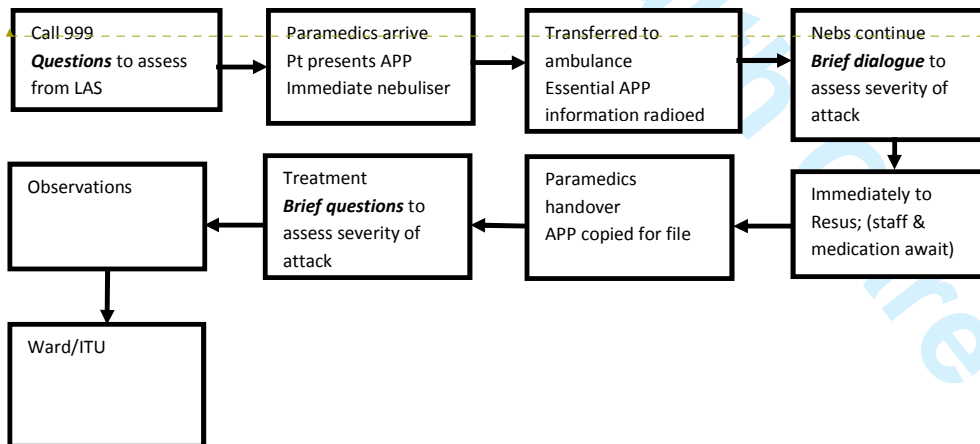 Call 999
Questions to assess
from LAS
Paramedics arrive
Pt presents APP
Immediate nebuliser
Transferred to
ambulance
Essential APP
information radioed
Nebs continue
Brief dialogue to
assess severity of
attack
Immediately to
Resus; (staff &
medication await)
Paramedics
handover
APP copied for file
Treatment
Brief questions to
assess severity of
attack
Observations
Ward/ITU